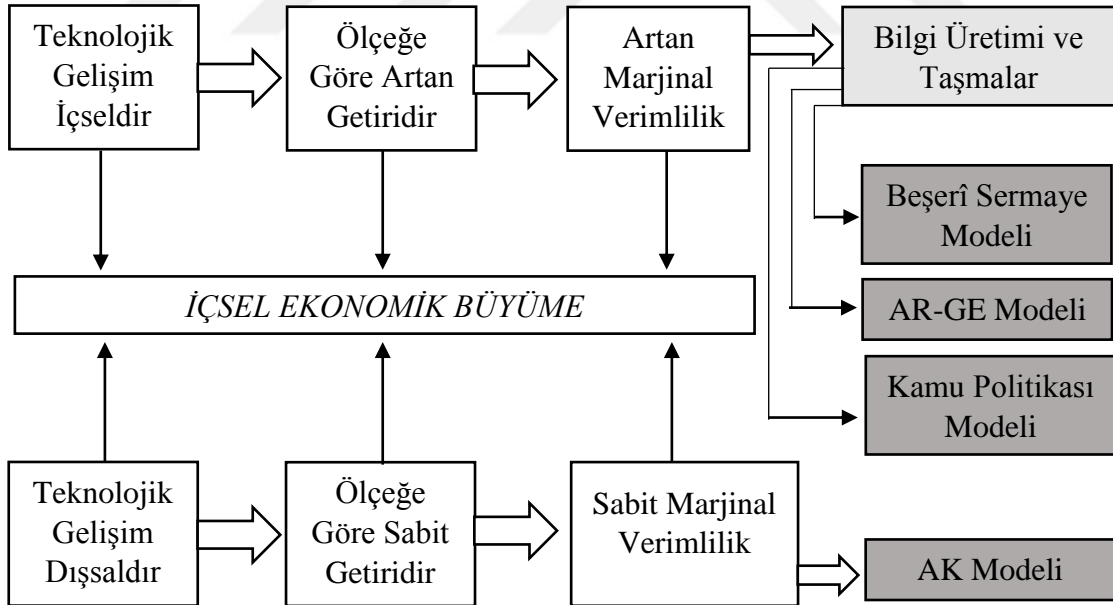 Teknolojik
Gelişim
İçseldir
Ölçeğe
Göre Artan
Getiridir
Artan
Marjinal
Verimlilik
Bilgi Üretimi ve
Taşmalar
Beşerî Sermaye
Modeli
İÇSEL EKONOMİK BÜYÜME
AR-GE Modeli
Kamu Politikası
Modeli
Teknolojik
Gelişim
Dışsaldır
Ölçeğe
Göre Sabit
Getiridir
Sabit Marjinal
Verimlilik
AK Modeli